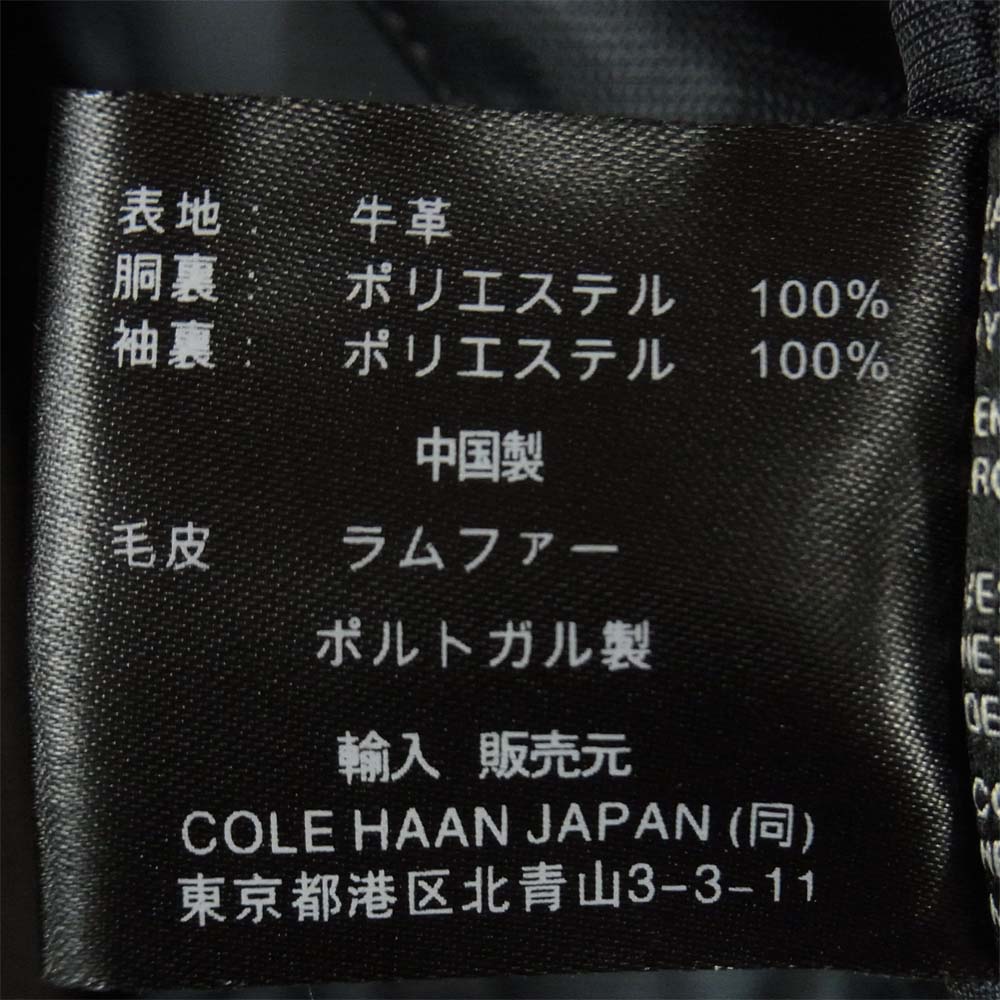 表地: 牛革
胴裏: ポリエステル 100%
袖裏: ポリエステル 100%
中国製
毛皮 ラムファー
ポルトガル製
輸入 販売元
COLE HAAN JAPAN (同)
東京都港区北青山3-3-11